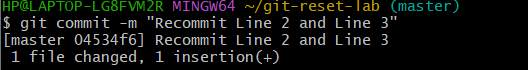 HP@LAPTOP-LG8FVM2R MINGW64 ~/git-reset-lab (master)
$ git commit -m "Recommit Line 2 and Line 3"
[master 04534f6] Recommit Line 2 and Line 3
 1 file changed, 1 insertion(+)